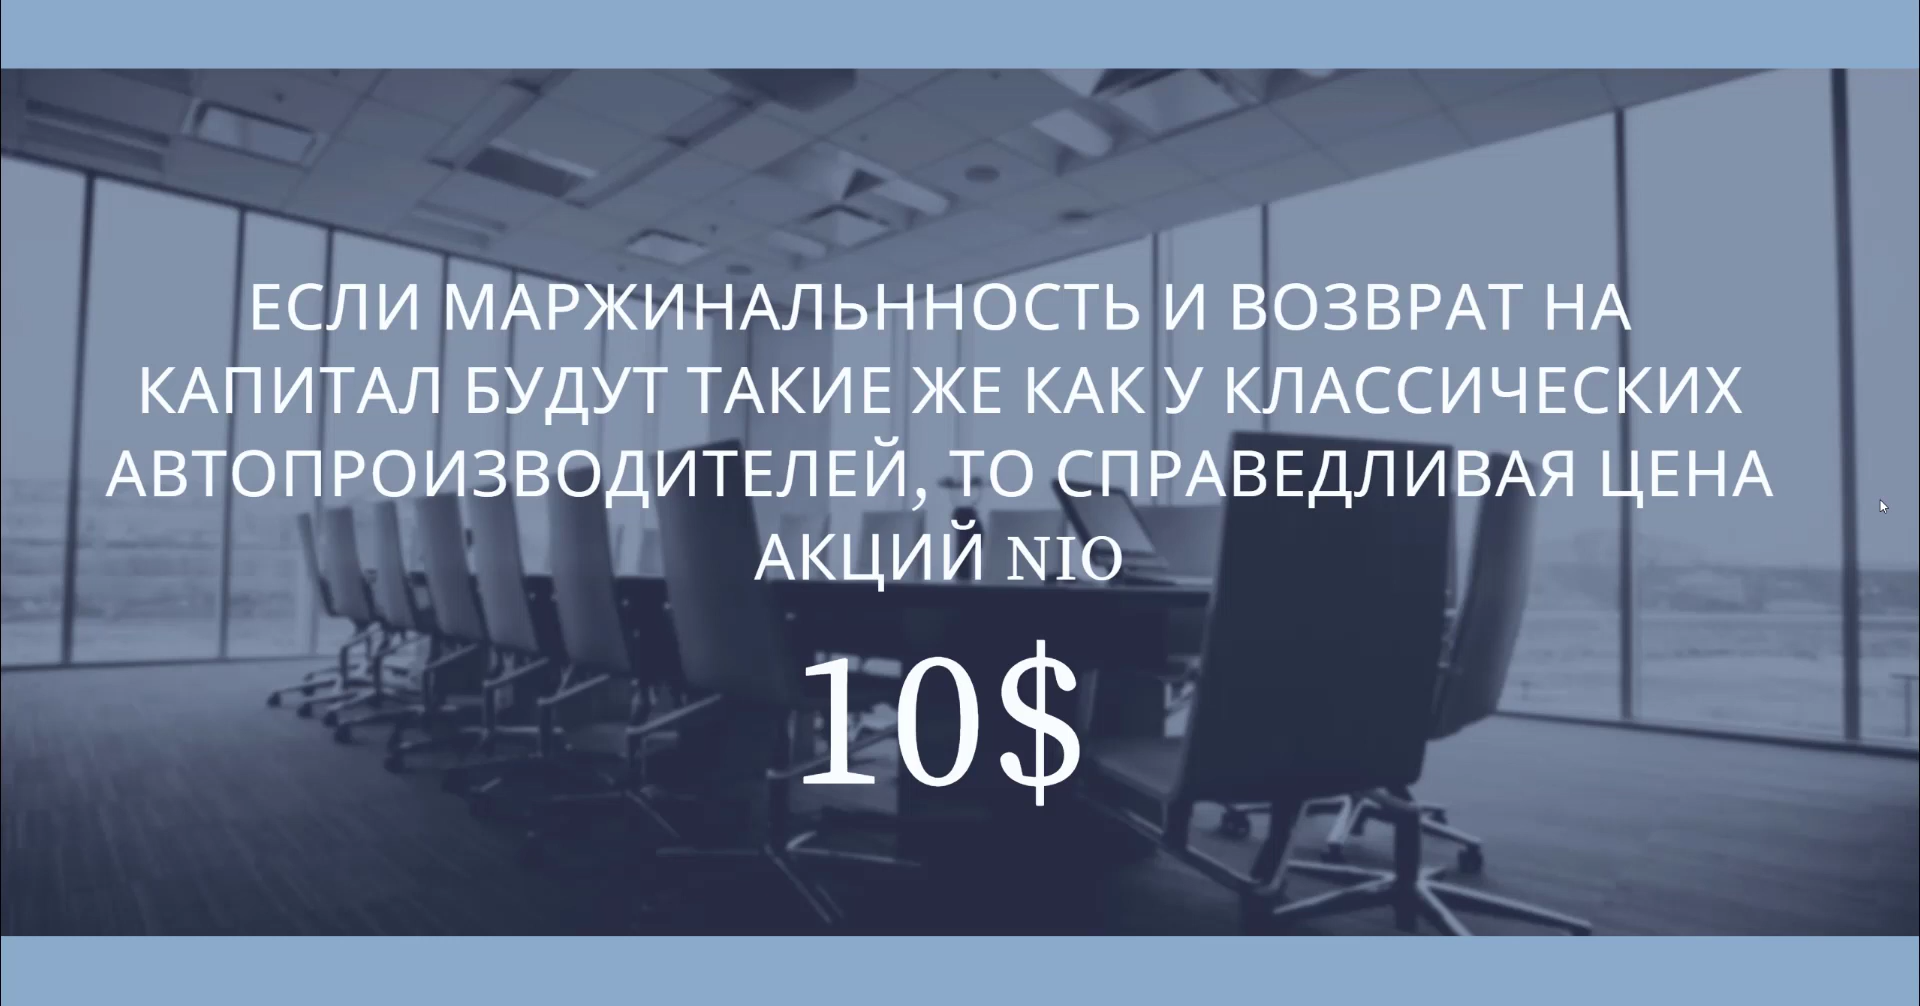 ЕСЛИ МАРЖИНАЛЬННОСТЬ И ВОЗВРАТ НА
КАПИТАЛ БУДУТ ТАКИЕ ЖЕ КАК У КЛАССИЧЕСКИХ
АВТОПРОИЗВОДИТЕЛЕЙ, ТО СПРАВЕДЛИВАЯ ЦЕНА
АКЦИЙ NIO
10$